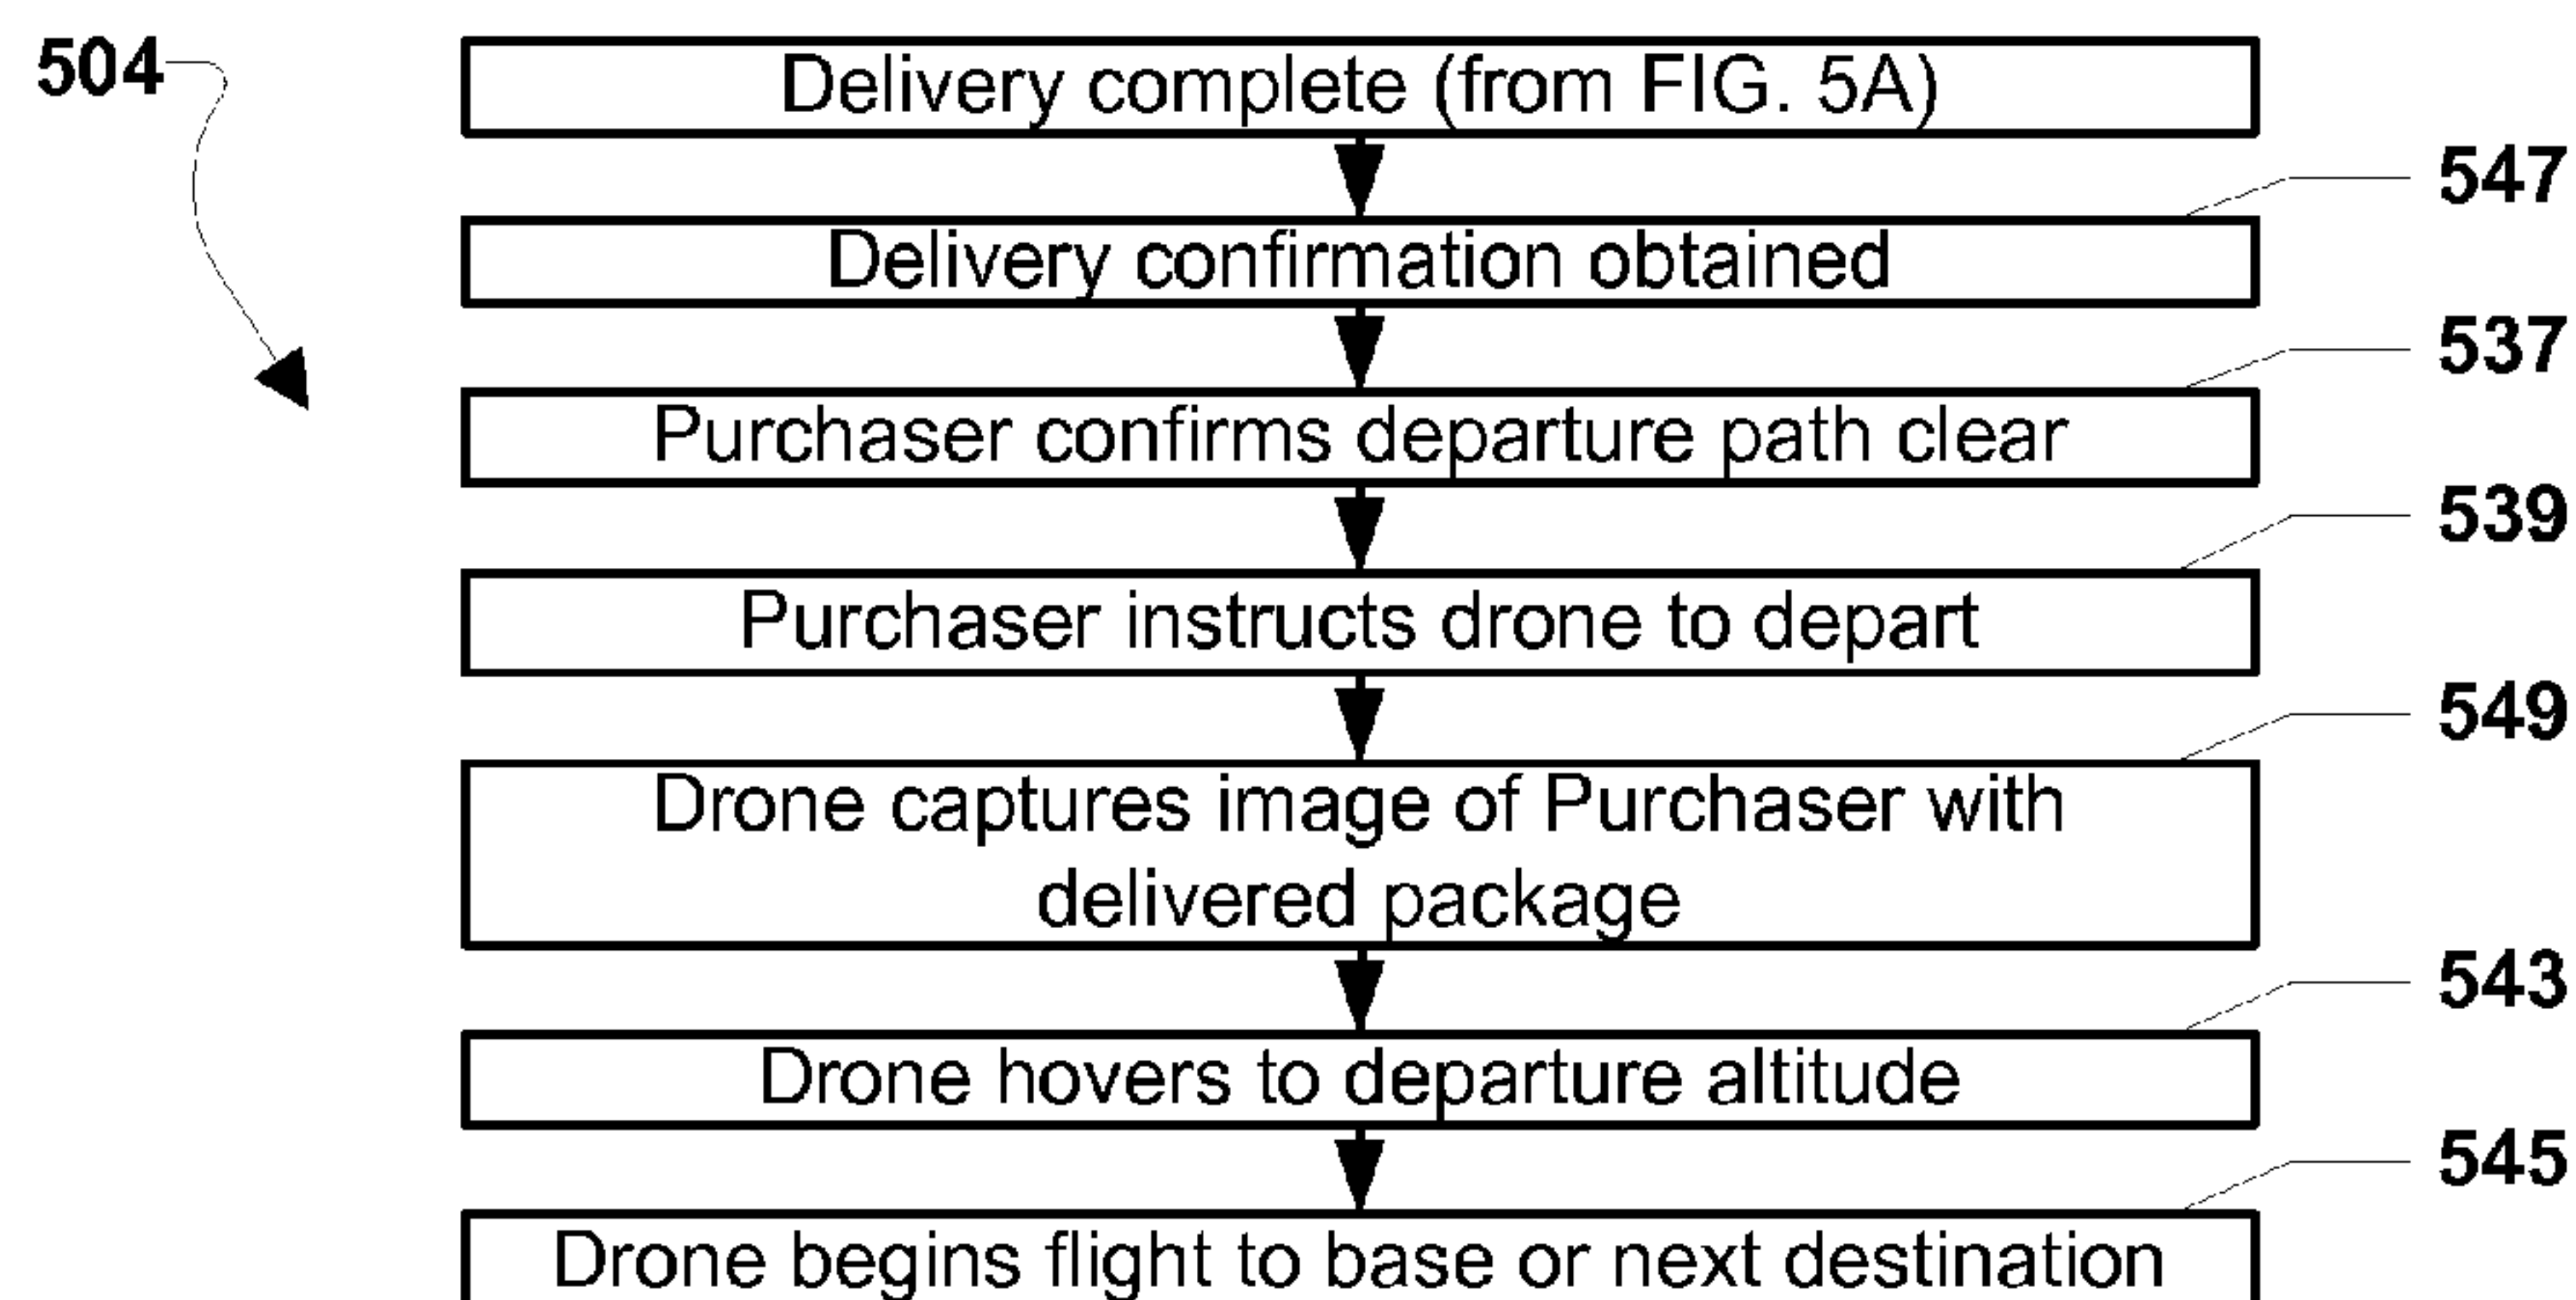 504
Delivery complete (from FIG. 5A)
547
Delivery confirmation obtained
537
Purchaser confirms departure path clear
539
Purchaser instructs drone to depart
549
Drone captures image of Purchaser with
delivered package
543
Drone hovers to departure altitude
545
Drone begins flight to base or next destination